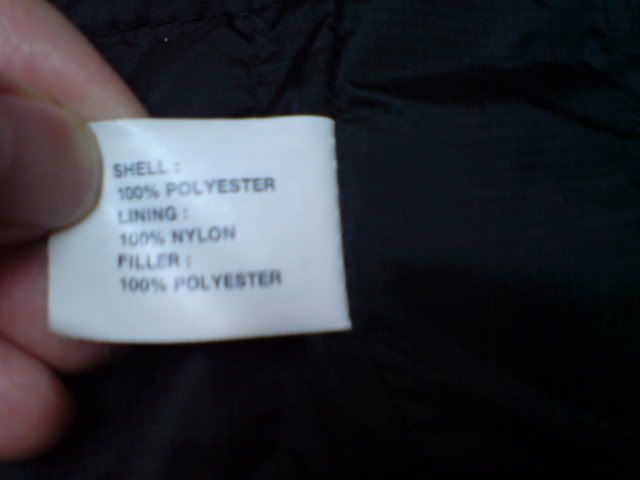 SHELL :
100% POLYESTER
LINING :
100% NYLON
FILLER :
100% POLYESTER